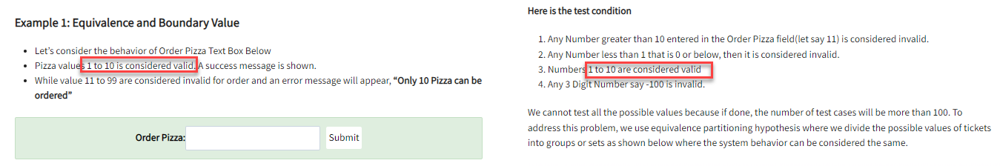 Example 1: Equivalence and Boundary Value
Let's consider the behavior of Order Pizza Text Box Below
Pizza values 1 to 10 is considered valid. A success message is shown.
While value 11 to 99 are considered invalid for order and an error message will appear, "Only 10 Pizza can be
ordered"
Order Pizza:
Submit
Here is the test condition
1. Any Number greater than 10 entered in the Order Pizza field(let say 11) is considered invalid.
2. Any Number less than 1 that is 0 or below, then it is considered invalid.
3. Numbers 1 to 10 are considered valid
4. Any 3 Digit Number say -100 is invalid.
We cannot test all the possible values because if done, the number of test cases will be more than 100. To
address this problem, we use equivalence partitioning hypothesis where we divide the possible values of tickets
into groups or sets as shown below where the system behavior can be considered the same.